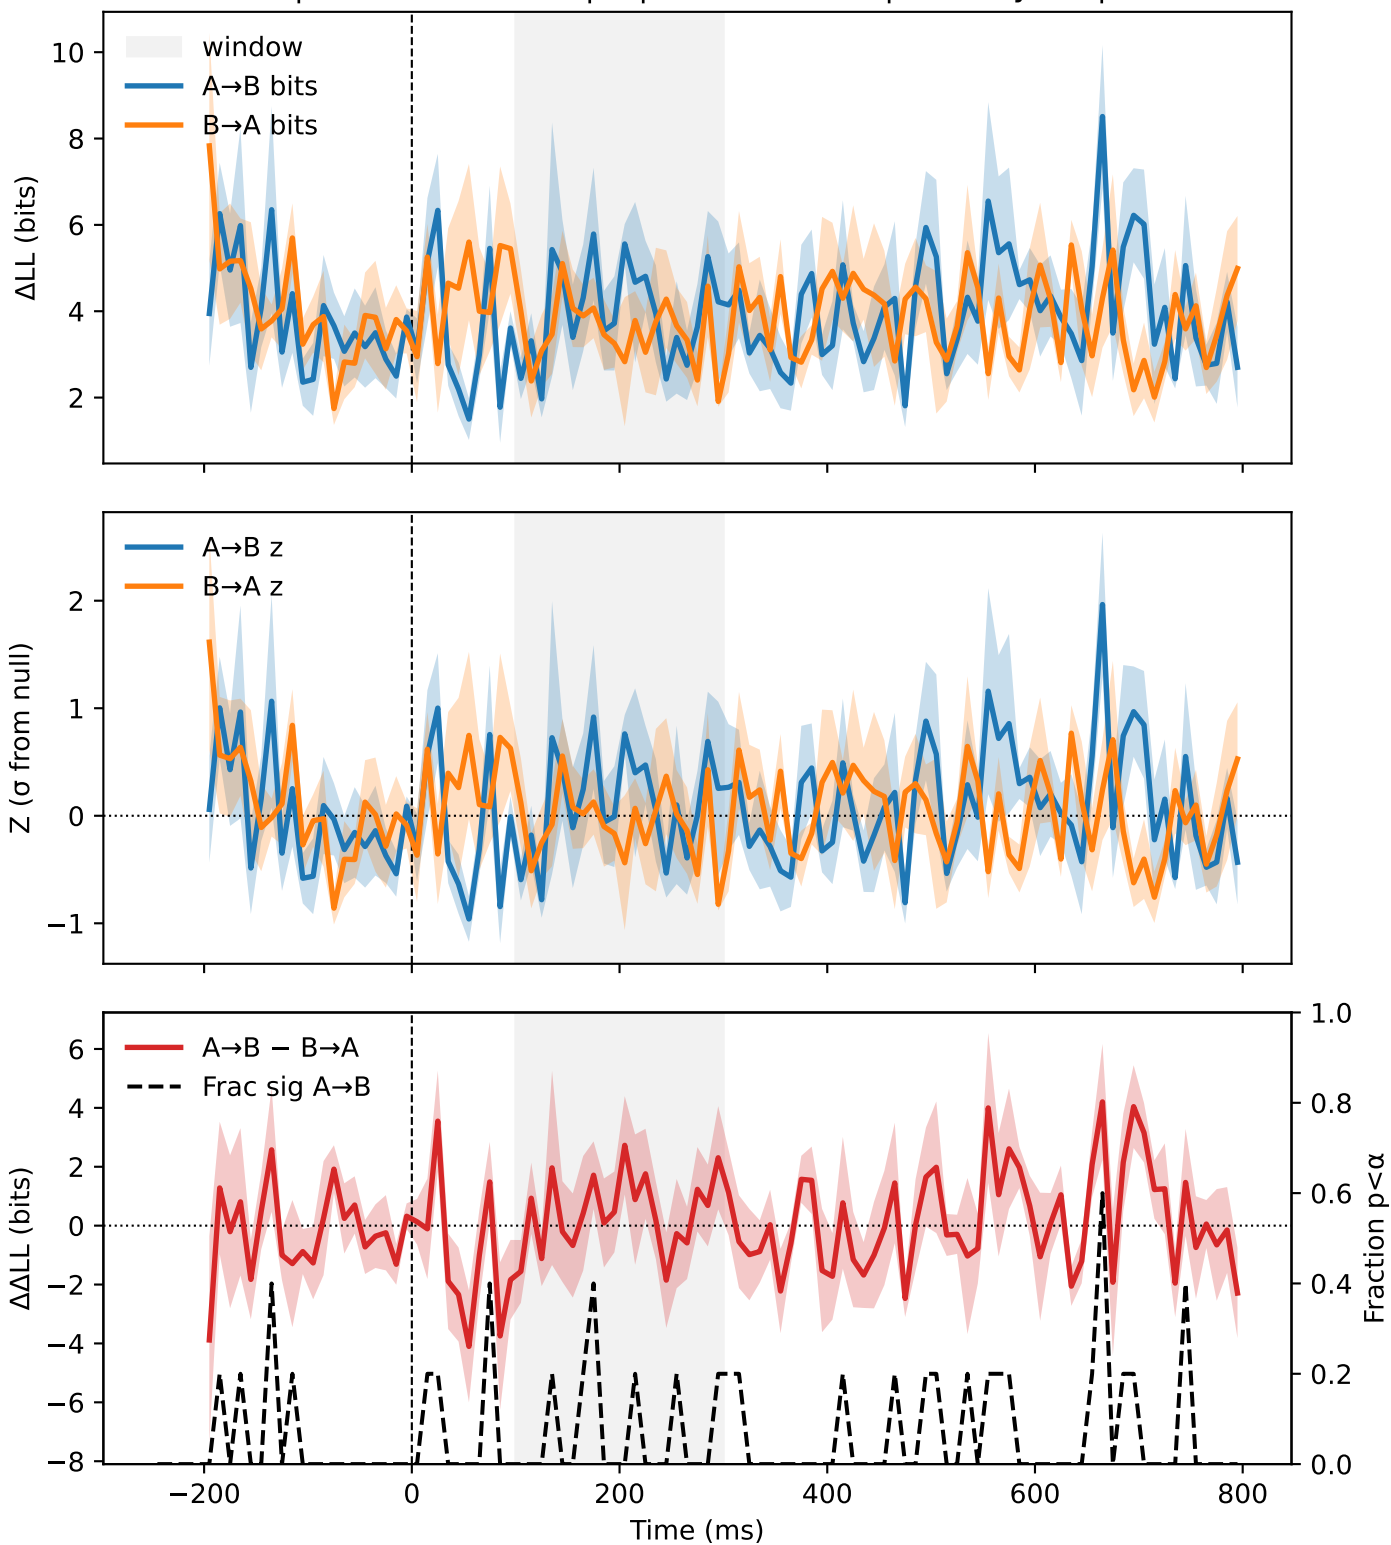 10
8
6
4
2
ΔLL (bits)
window
A→B bits
B→A bits
2
1
0
−1
Z (σ from null)
A→B z
B→A z
6
4
2
0
−2
−4
−6
−8
ΔΔLL (bits)
A→B − B→A
Frac sig A→B
1.0
0.8
0.6
0.4
0.2
0.0
Fraction p<α
−200 0 200 400 600 800
Time (ms)